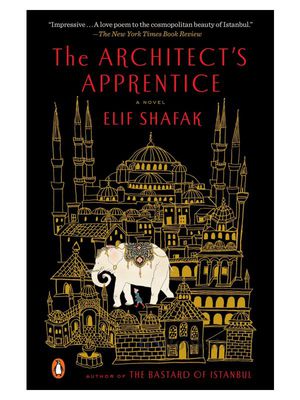 “Impressive . . . A love poem to the cosmopolitan beauty of Istanbul.”
—The New York Times Book Review
The ARCHITECT’S
APPRENTICE
A NOVEL
ELIF SHAFAK
AUTHOR OF THE BASTARD OF ISTANBUL